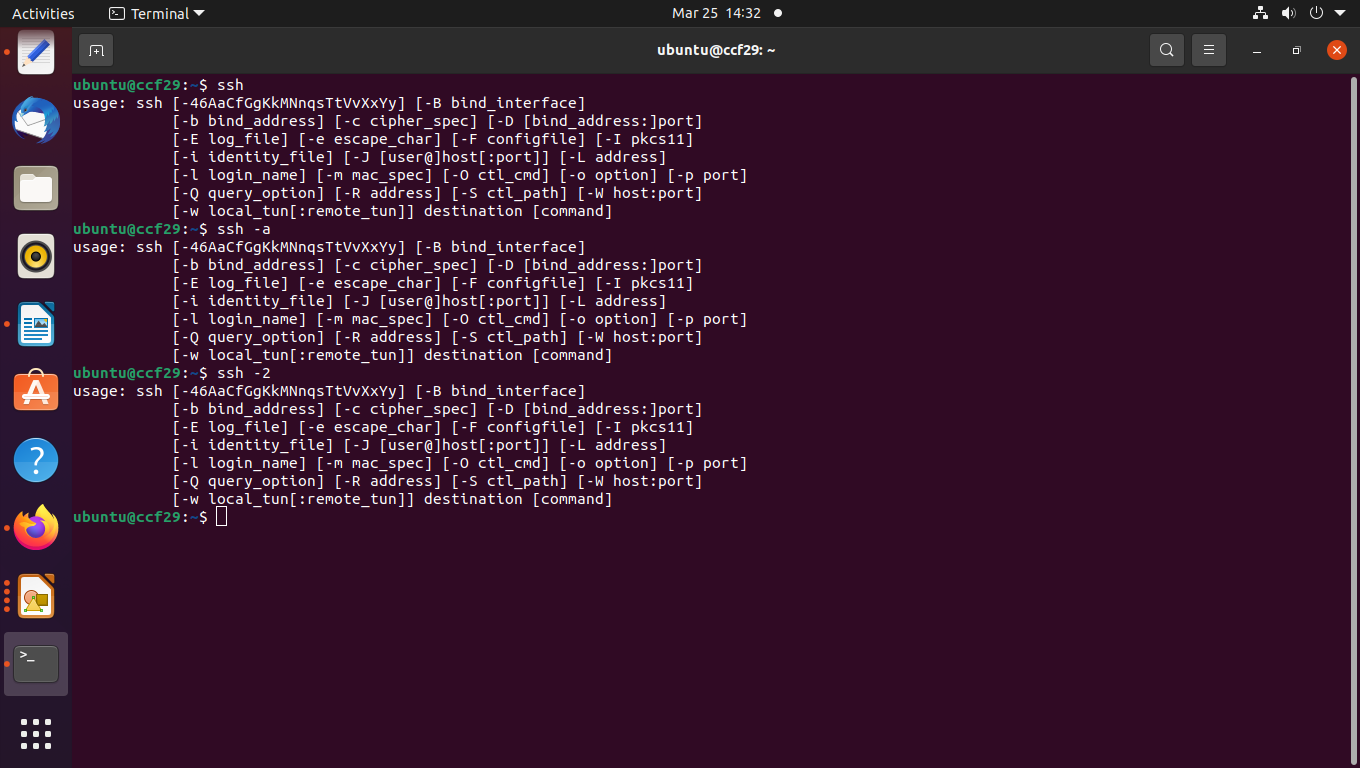 Activities Terminal Mar 25 14:32
ubuntu@ccf29: ~
ubuntu@ccf29:~$ ssh
usage: ssh [-46AaCfGgKkMNnqsTtVvXxYy] [-B bind_interface]
           [-b bind_address] [-c cipher_spec] [-D [bind_address:]port]
           [-E log_file] [-e escape_char] [-F configfile] [-I pkcs11]
           [-i identity_file] [-J [user@]host[:port]] [-L address]
           [-l login_name] [-m mac_spec] [-O ctl_cmd] [-o option] [-p port]
           [-Q query_option] [-R address] [-S ctl_path] [-W host:port]
           [-w local_tun[:remote_tun]] destination [command]
ubuntu@ccf29:~$ ssh -a
usage: ssh [-46AaCfGgKkMNnqsTtVvXxYy] [-B bind_interface]
           [-b bind_address] [-c cipher_spec] [-D [bind_address:]port]
           [-E log_file] [-e escape_char] [-F configfile] [-I pkcs11]
           [-i identity_file] [-J [user@]host[:port]] [-L address]
           [-l login_name] [-m mac_spec] [-O ctl_cmd] [-o option] [-p port]
           [-Q query_option] [-R address] [-S ctl_path] [-W host:port]
           [-w local_tun[:remote_tun]] destination [command]
ubuntu@ccf29:~$ ssh -2
usage: ssh [-46AaCfGgKkMNnqsTtVvXxYy] [-B bind_interface]
           [-b bind_address] [-c cipher_spec] [-D [bind_address:]port]
           [-E log_file] [-e escape_char] [-F configfile] [-I pkcs11]
           [-i identity_file] [-J [user@]host[:port]] [-L address]
           [-l login_name] [-m mac_spec] [-O ctl_cmd] [-o option] [-p port]
           [-Q query_option] [-R address] [-S ctl_path] [-W host:port]
           [-w local_tun[:remote_tun]] destination [command]
ubuntu@ccf29:~$